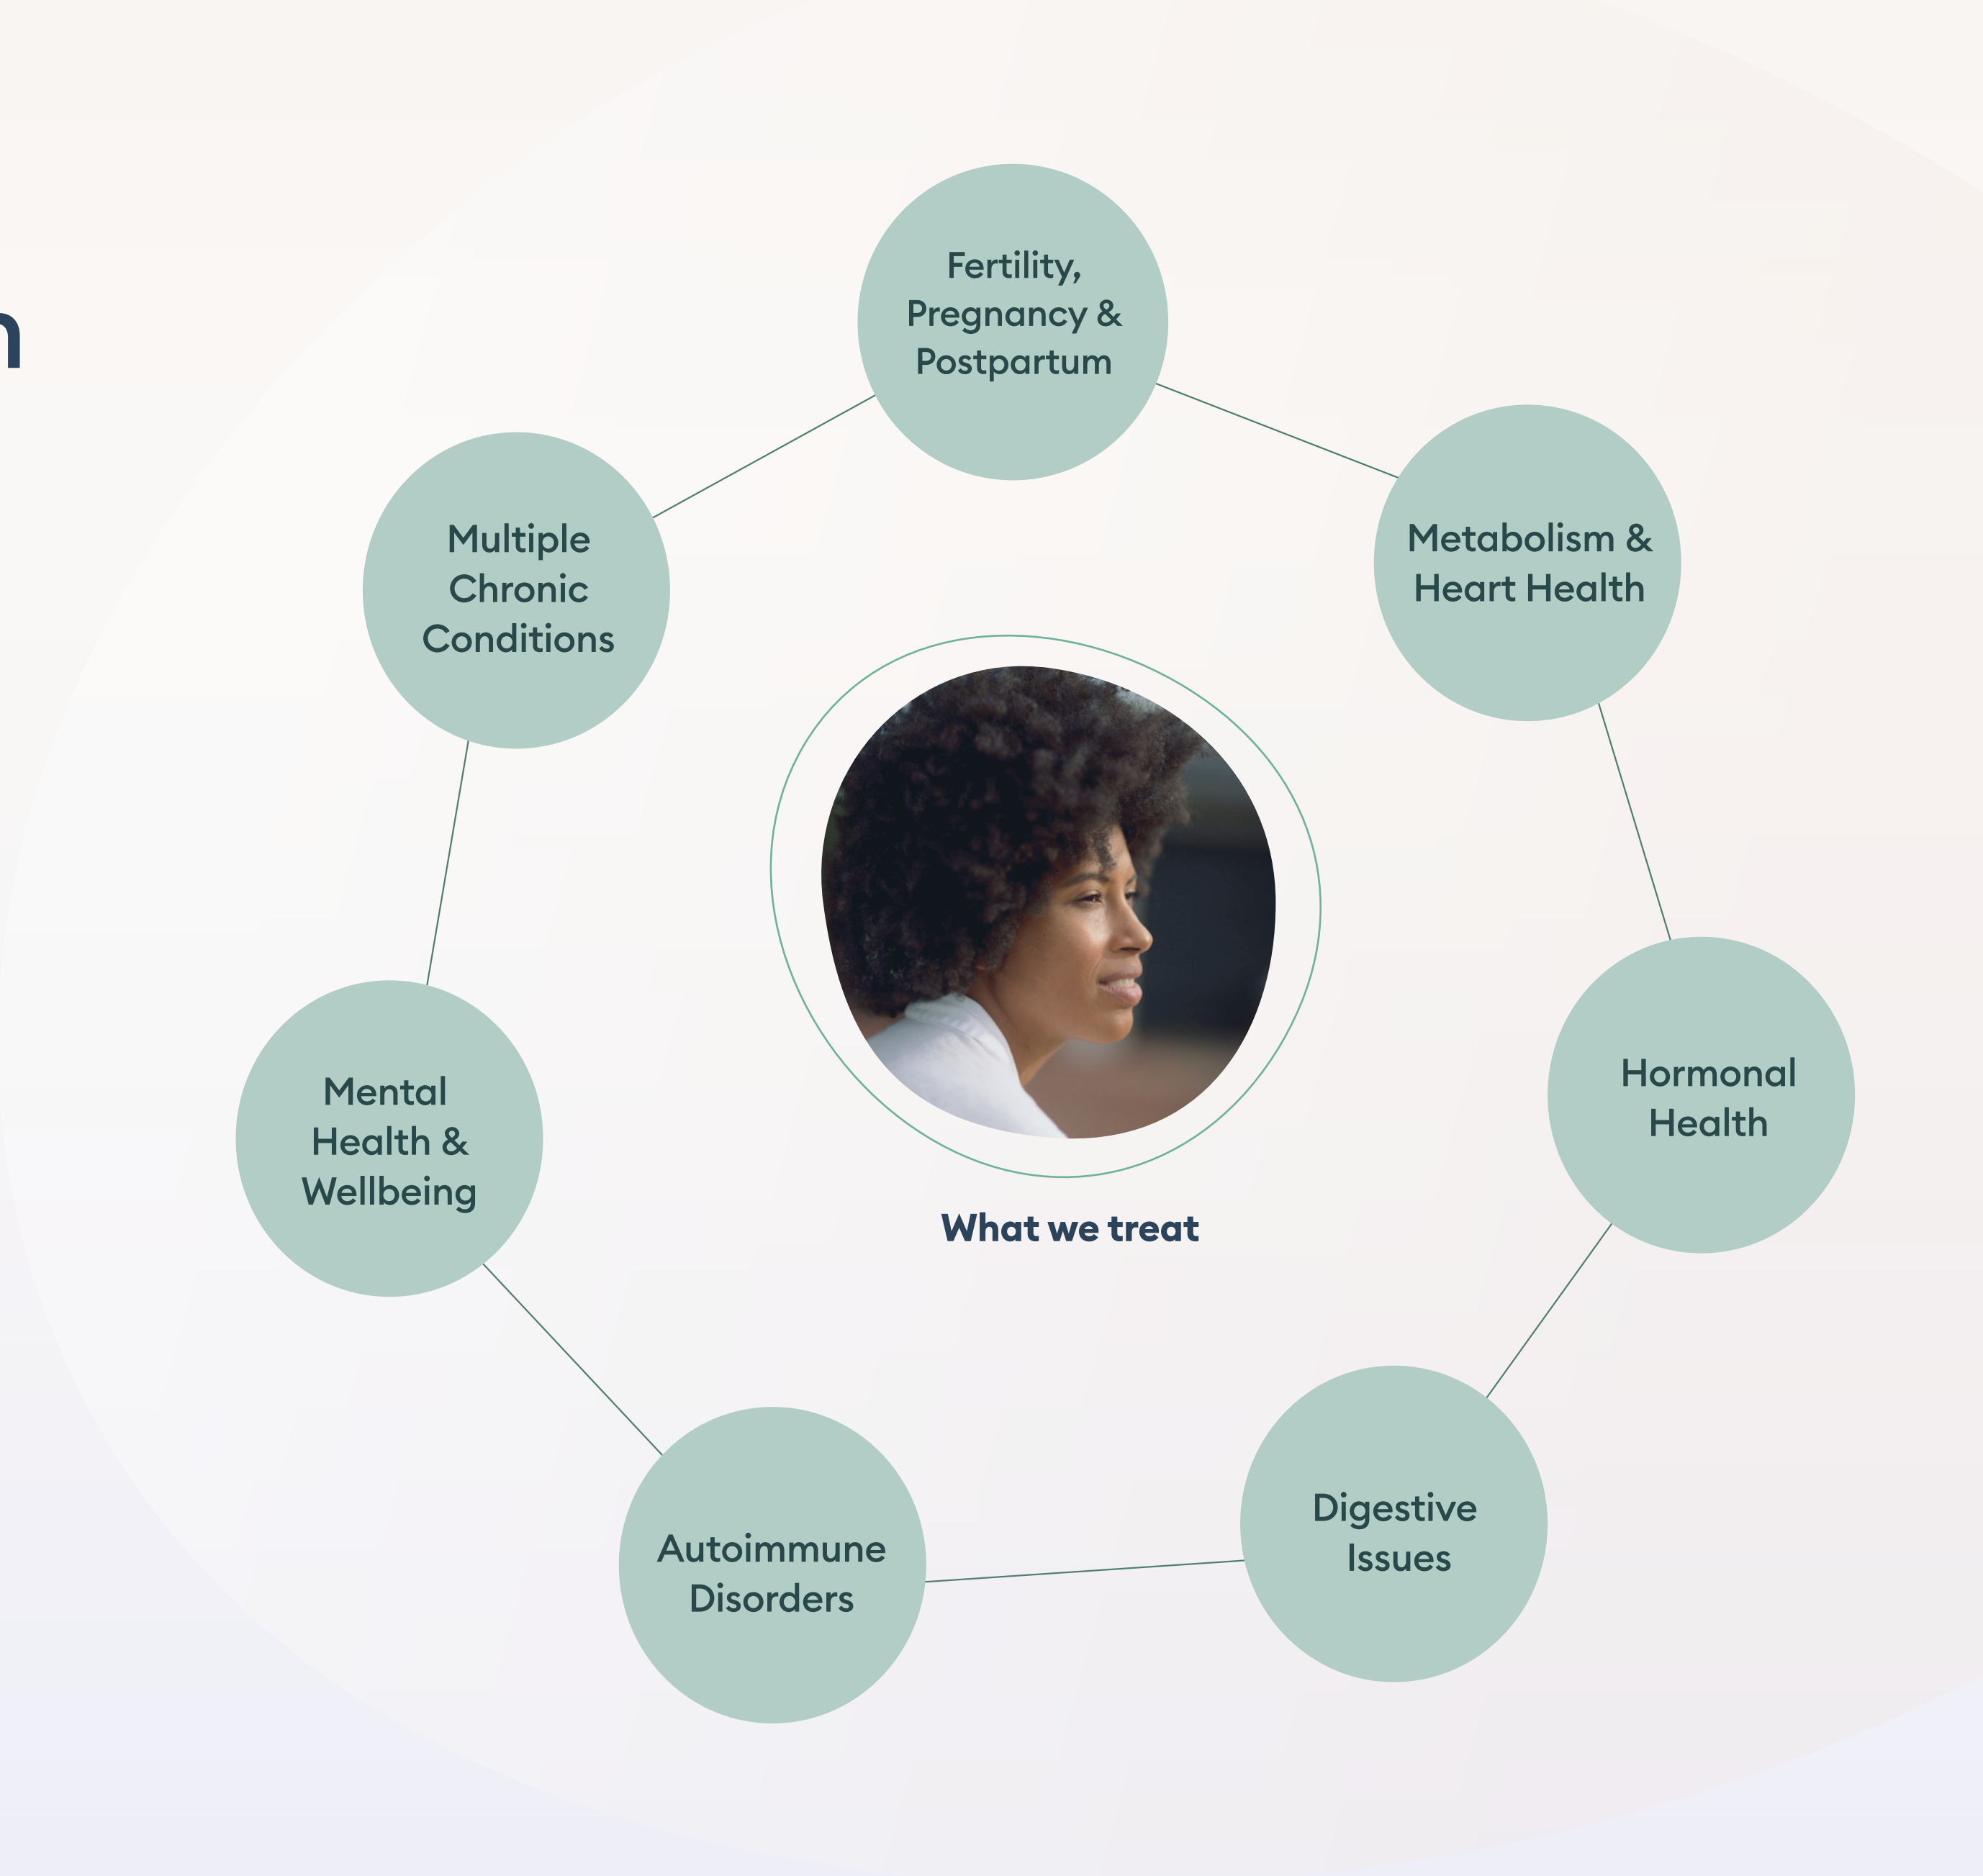 n
Fertility,
Pregnancy &
Postpartum
Multiple
Chronic
Conditions
Metabolism &
Heart Health
Mental
Health &
Wellbeing
What we treat
Hormonal
Health
Autoimmune
Disorders
Digestive
Issues